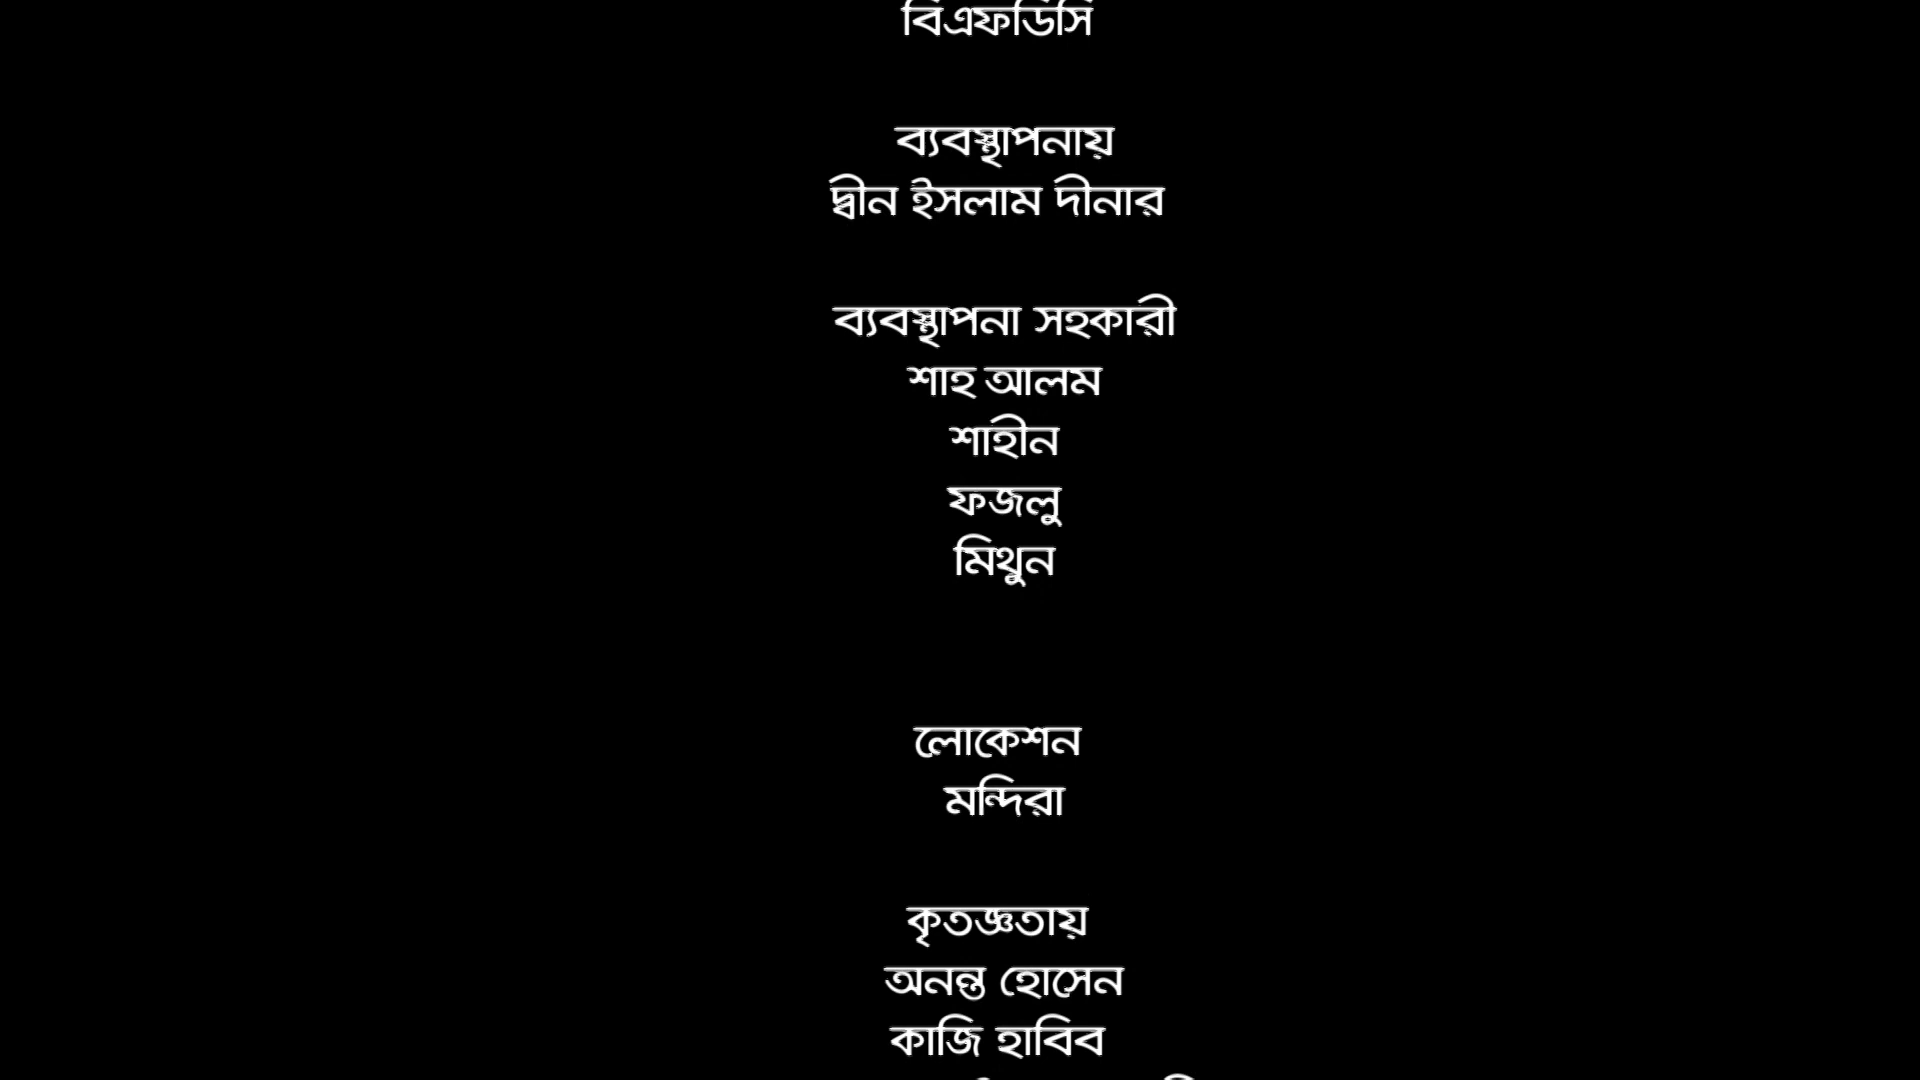 বিএফডিসি
ব্যবস্থাপনায়
দ্বীন ইসলাম দীনার
ব্যবস্থাপনা সহকারী
শাহ আলম
শাহীন
ফজলু
মিথুন
লোকেশন
মন্দিরা
কৃতজ্ঞতায়
অনন্ত হোসেন
কাজি হাবিব